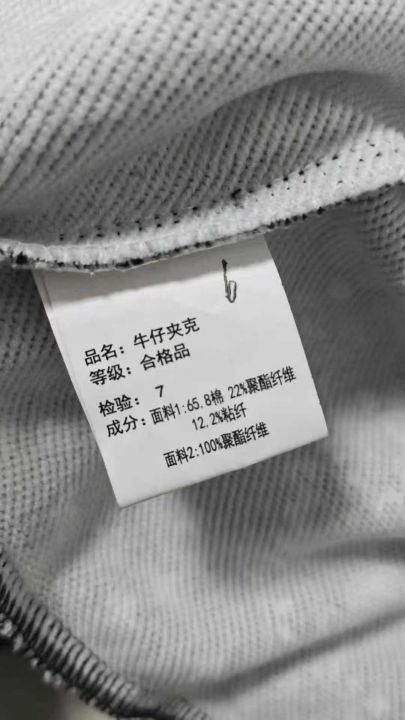 6
品名：牛仔夹克
等级：合格品
检验： 7
成分：面料1:65.8棉 22%聚酯纤维
12.2%粘纤
面料2:100%聚酯纤维